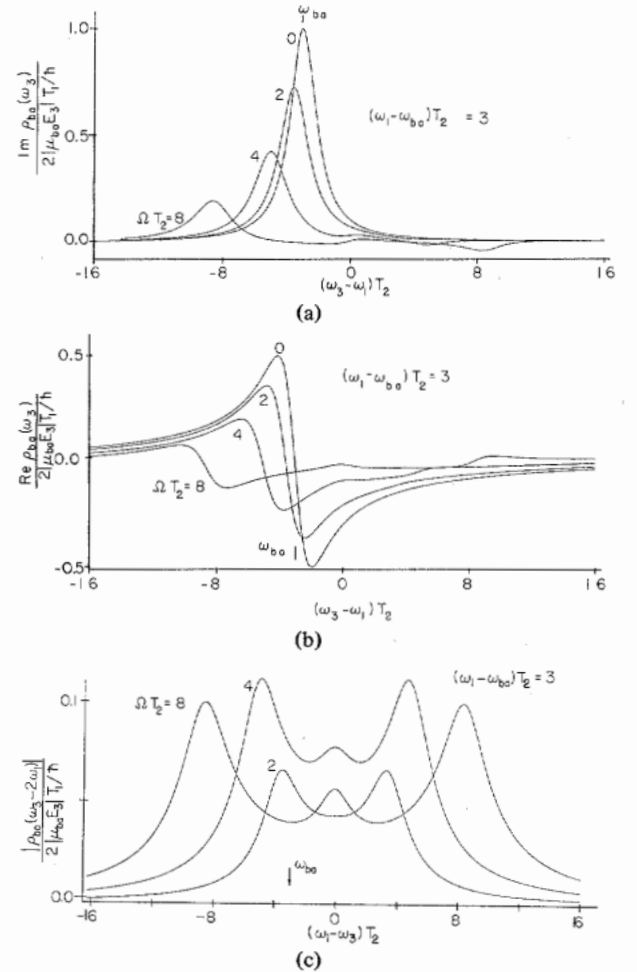 ω_ba
1.0
0
Im ρ_ba(ω_3) / 2|μ_ba E_3| T_1/ħ
2
(ω_1-ω_ba)T_2 = 3
0.5
4
ΩT_2=8
0.0
-16 -8 0 8 16
(ω_3-ω_1)T_2
(a)
0
0.5
(ω_1-ω_ba)T_2=3
2
Re ρ_ba(ω_3) / 2|μ_ba E_3| T_1/ħ
4
0.0
ΩT_2=8
ω_ba
-0.5
-16 -8 0 8 16
(ω_3-ω_1)T_2
(b)
(ω_1-ω_ba)T_2=3
4
ΩT_2=8
0.1
2
|ρ_ba(ω_3-2ω_1)| / 2|μ_ba E_3| T_1/ħ
ω_ba
0.0
-16 -8 0 8 16
(ω_1-ω_3)T_2
(c)